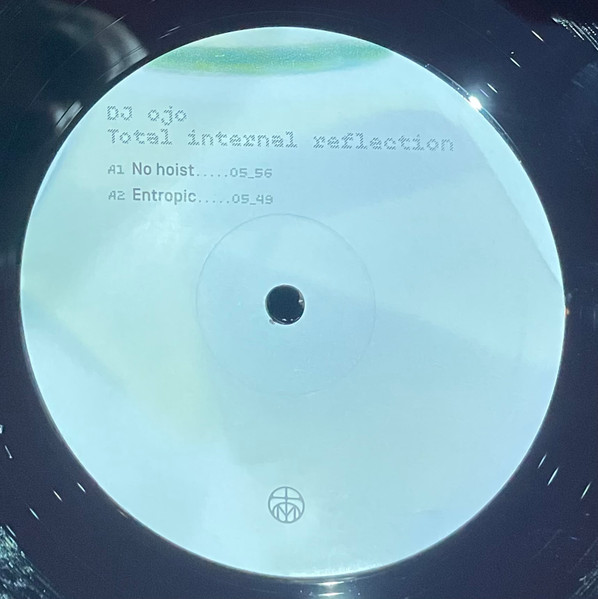 DJ ojo
Total internal reflection
A1 No hoist.....05_56
A2 Entropic.....05_49